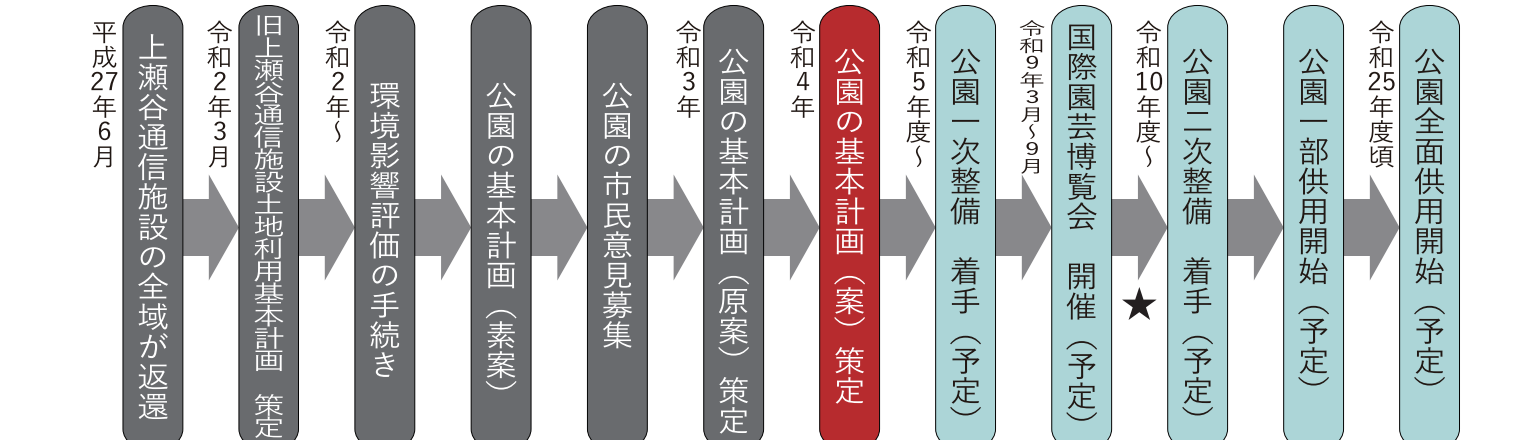 平成27年6月
上瀬谷通信施設の全域が返還
令和2年3月
旧上瀬谷通信施設土地利用基本計画　策定
令和2年～
環境影響評価の手続き
公園の基本計画（素案）
公園の市民意見募集
令和3年
公園の基本計画（原案）策定
令和4年
公園の基本計画（案）策定
令和5年度～
公園一次整備　着手（予定）
令和9年3月～9月
国際園芸博覧会　開催（予定）
令和10年度～
★
公園二次整備　着手（予定）
公園一部供用開始（予定）
令和25年度頃
公園全面供用開始（予定）